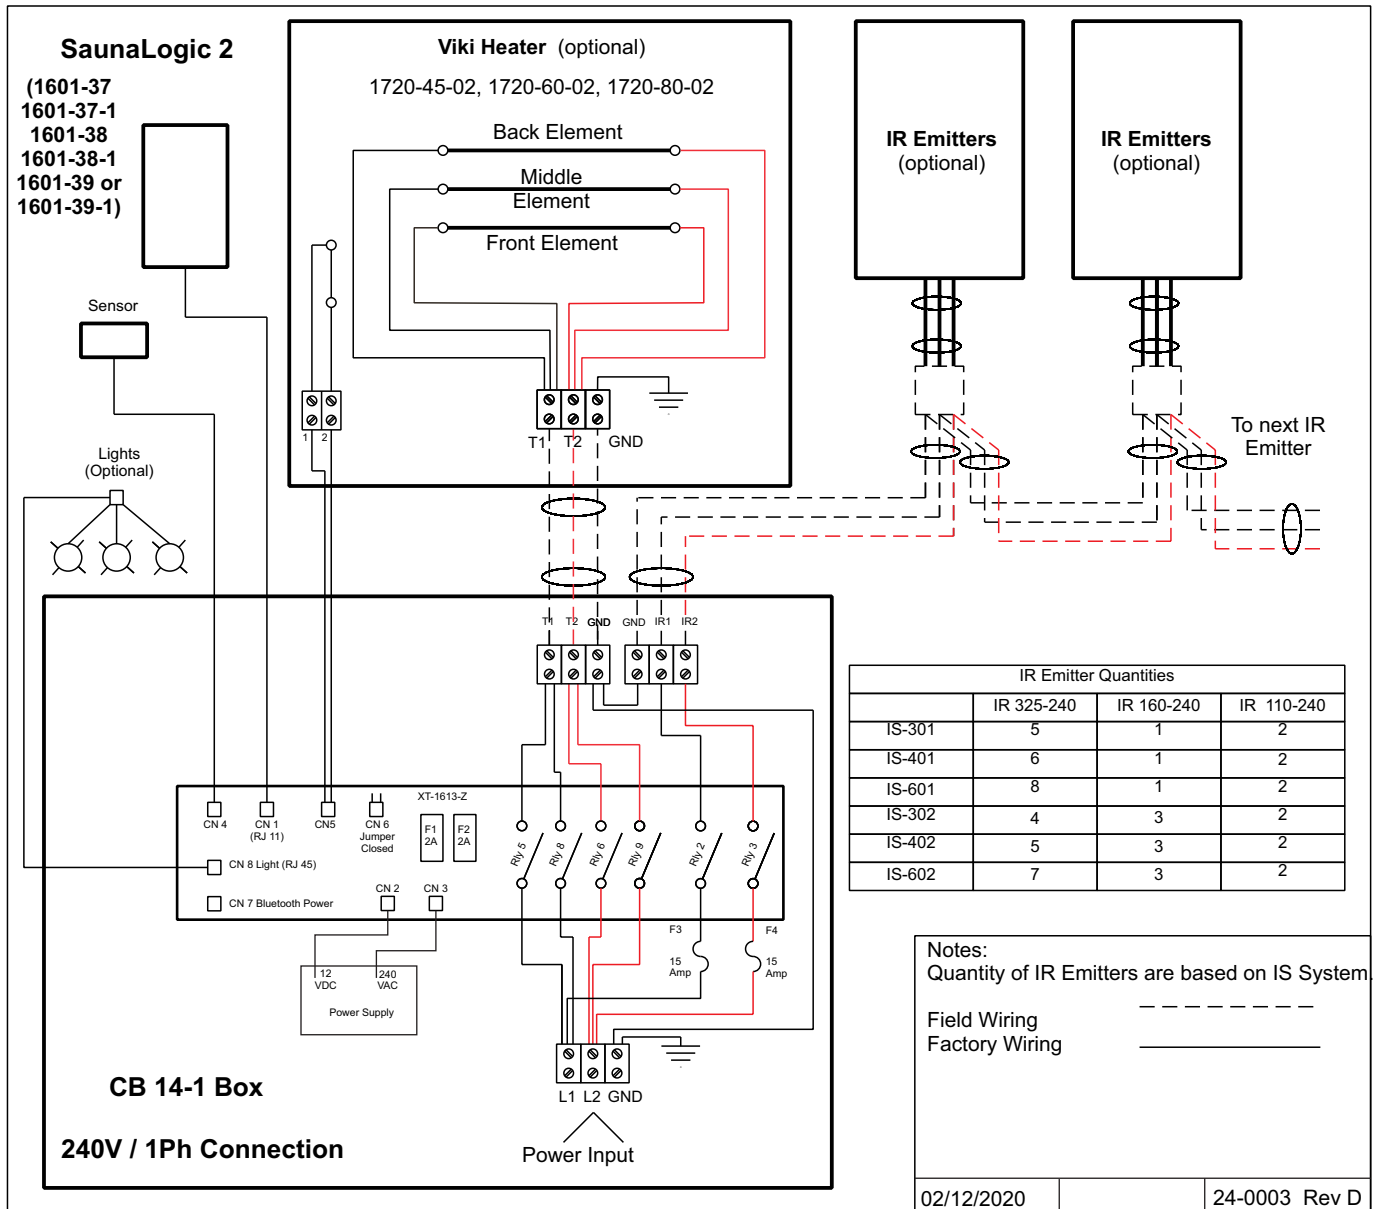 SaunaLogic 2
(1601-37
1601-37-1
1601-38
1601-38-1
1601-39 or
1601-39-1)
Viki Heater (optional)
1720-45-02, 1720-60-02, 1720-80-02
Back Element
Middle
Element
Front Element
1 2
T1 T2 GND
IR Emitters
(optional)
IR Emitters
(optional)
To next IR
Emitter
Sensor
Lights
(Optional)
T1 T2 GND GND IR1 IR2
XT-1613-Z
CN 4
CN 1
(RJ 11)
CN5
CN 6
Jumper
Closed
F1
2A
F2
2A
Rly 5
Rly 8
Rly 6
Rly 9
Rly 2
Rly 3
CN 8 Light (RJ 45)
CN 7 Bluetooth Power
CN 2
CN 3
12
VDC
240
VAC
Power Supply
F3
15
Amp
F4
15
Amp
L1 L2 GND
Power Input
CB 14-1 Box
240V / 1Ph Connection
IR Emitter Quantities
IR 325-240 IR 160-240 IR 110-240
IS-301 5 1 2
IS-401 6 1 2
IS-601 8 1 2
IS-302 4 3 2
IS-402 5 3 2
IS-602 7 3 2
Notes:
Quantity of IR Emitters are based on IS System.
Field Wiring
Factory Wiring
02/12/2020
24-0003 Rev D